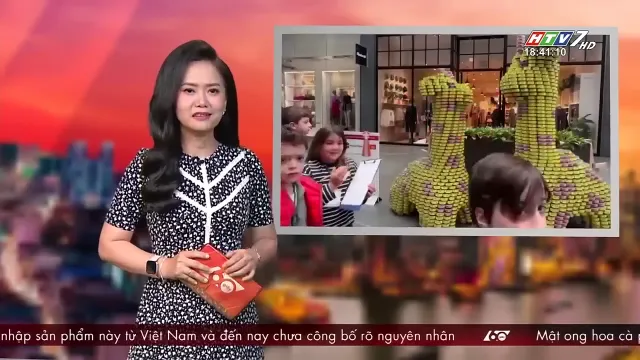 HTV7 HD
18:41:10
nhập sản phẩm này từ Việt Nam và đến nay chưa công bố rõ nguyên nhân 60 Mật ong hoa cà p